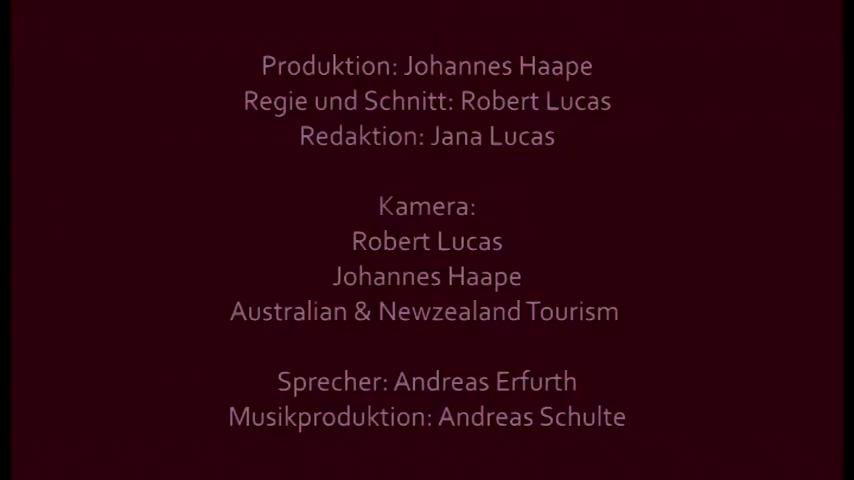 Produktion: Johannes Haape
Regie und Schnitt: Robert Lucas
Redaktion: Jana Lucas
Kamera:
Robert Lucas
Johannes Haape
Australian & Newzealand Tourism
Sprecher: Andreas Erfurth
Musikproduktion: Andreas Schulte